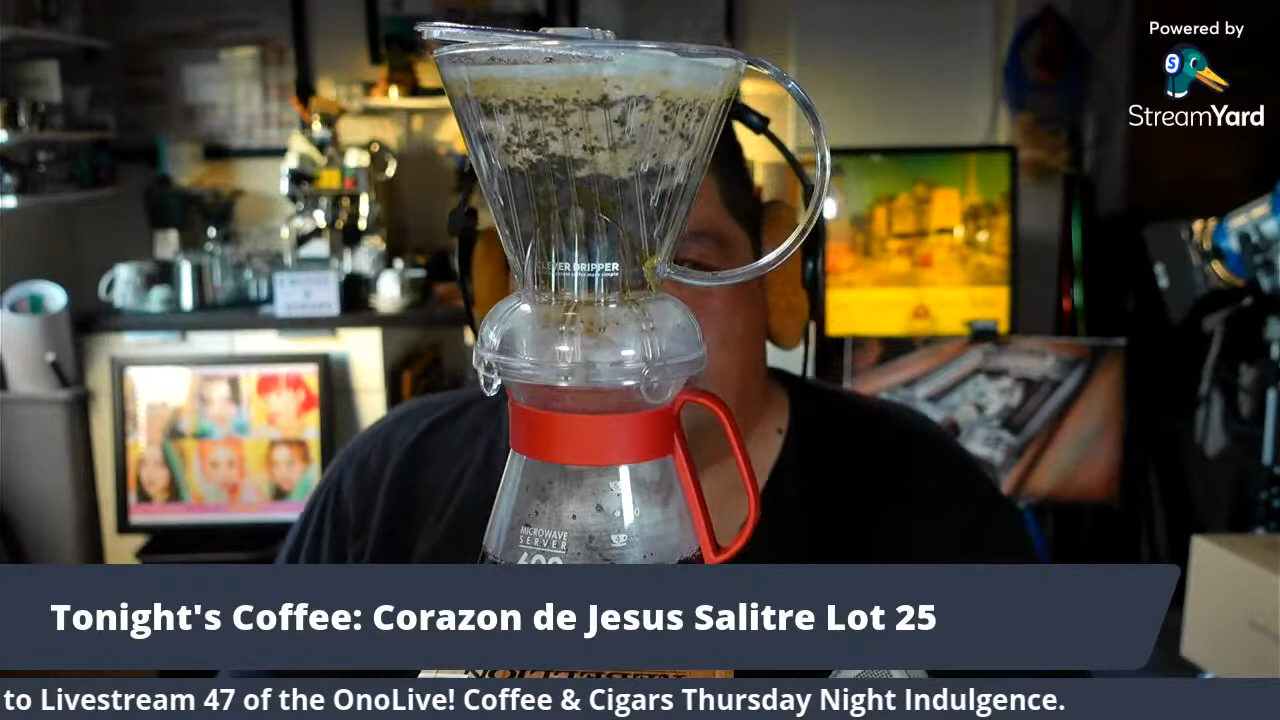 Powered by
S
StreamYard
CLEVER DRIPPER
MICROWAVE
SERVER
400
Tonight's Coffee: Corazon de Jesus Salitre Lot 25
to Livestream 47 of the OnoLive! Coffee & Cigars Thursday Night Indulgence.